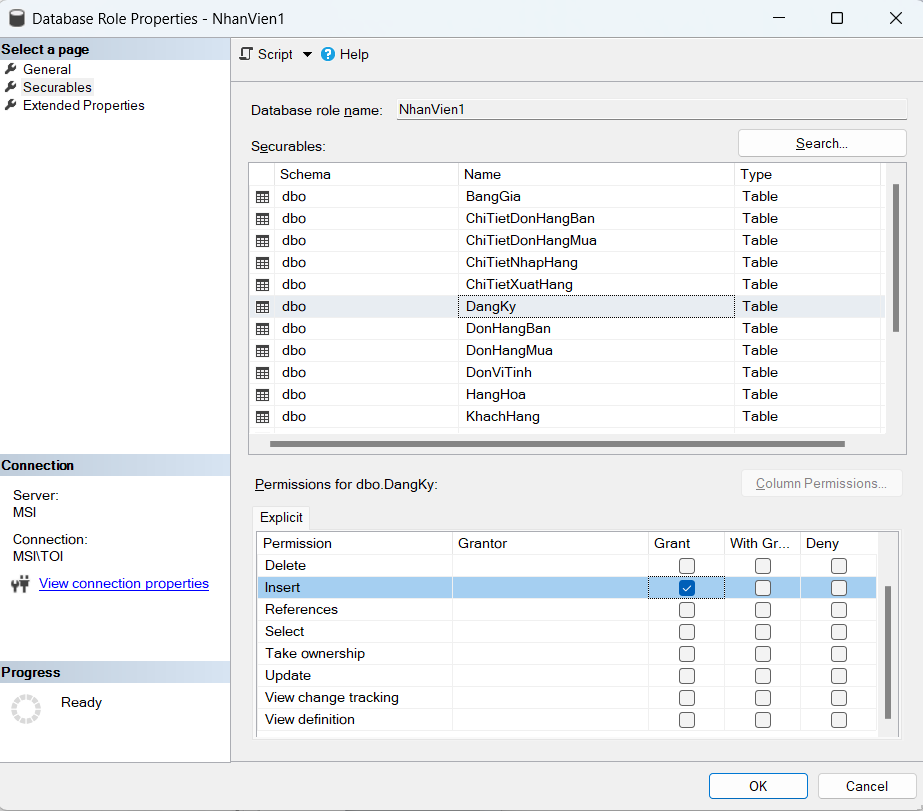 Database Role Properties - NhanVien1
Select a page
General
Securables
Extended Properties
Script Help
Database role name: NhanVien1
Securables:
Search...
Schema Name Type
dbo BangGia Table
dbo ChiTietDonHangBan Table
dbo ChiTietDonHangMua Table
dbo ChiTietNhapHang Table
dbo ChiTietXuatHang Table
dbo DangKy Table
dbo DonHangBan Table
dbo DonHangMua Table
dbo DonViTinh Table
dbo HangHoa Table
dbo KhachHang Table
Connection
Server:
MSI
Connection:
MSI\TOI
View connection properties
Progress
Ready
Permissions for dbo.DangKy:
Column Permissions...
Explicit
Permission Grantor Grant With Gr... Deny
Delete
Insert
References
Select
Take ownership
Update
View change tracking
View definition
OK Cancel